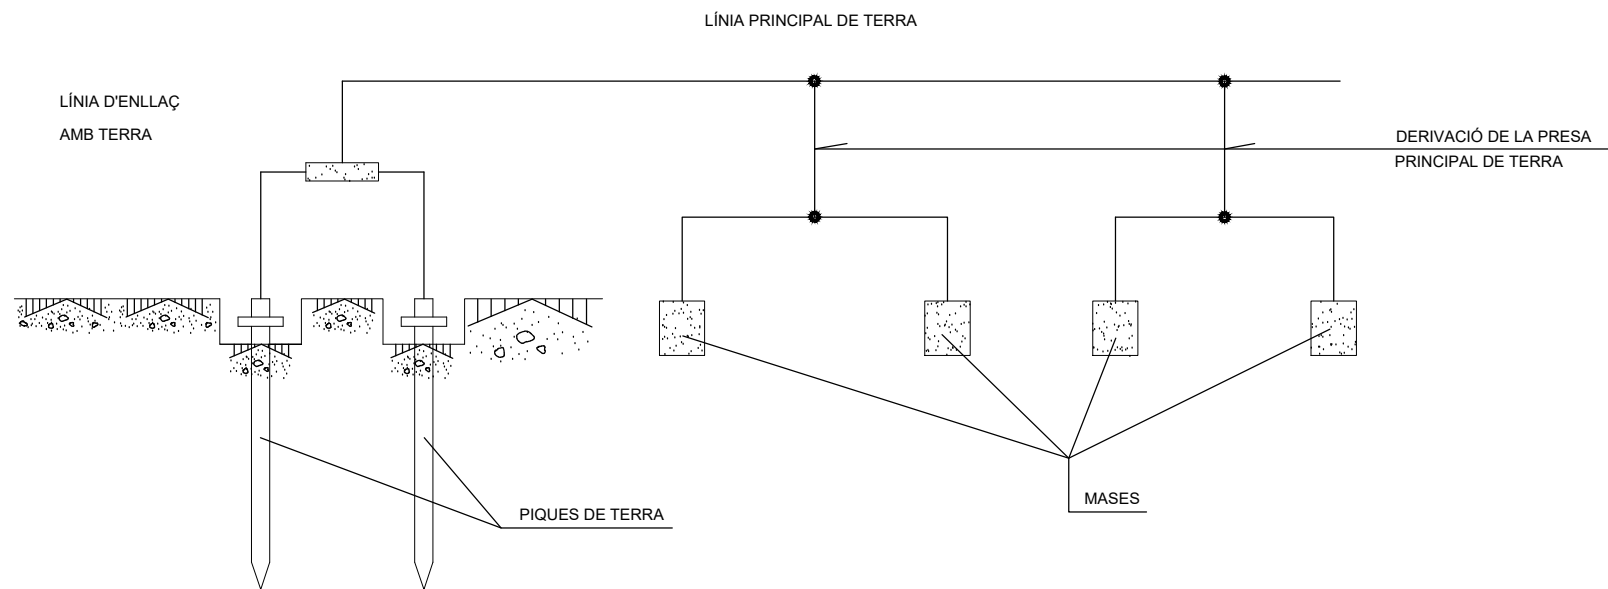 LÍNIA PRINCIPAL DE TERRA
LÍNIA D'ENLLAÇ
AMB TERRA
DERIVACIÓ DE LA PRESA
PRINCIPAL DE TERRA
MASES
PIQUES DE TERRA